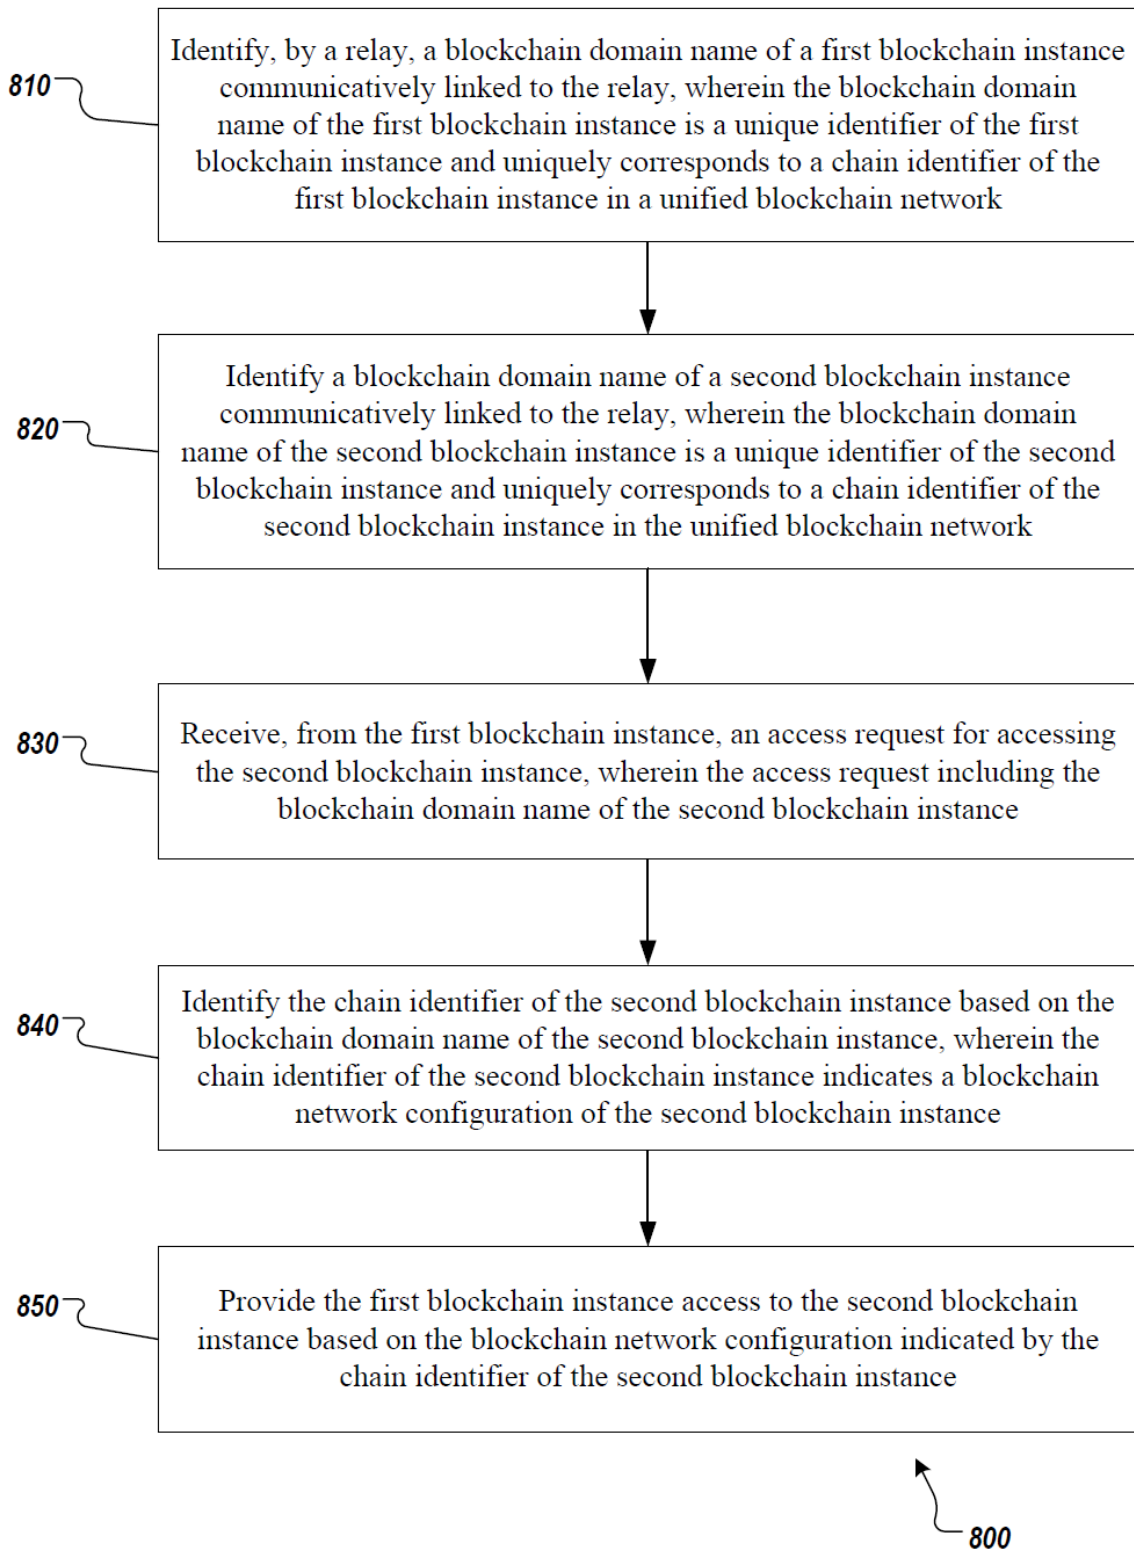 810
Identify, by a relay, a blockchain domain name of a first blockchain instance
communicatively linked to the relay, wherein the blockchain domain
name of the first blockchain instance is a unique identifier of the first
blockchain instance and uniquely corresponds to a chain identifier of the
first blockchain instance in a unified blockchain network
820
Identify a blockchain domain name of a second blockchain instance
communicatively linked to the relay, wherein the blockchain domain
name of the second blockchain instance is a unique identifier of the second
blockchain instance and uniquely corresponds to a chain identifier of the
second blockchain instance in the unified blockchain network
830
Receive, from the first blockchain instance, an access request for accessing
the second blockchain instance, wherein the access request including the
blockchain domain name of the second blockchain instance
840
Identify the chain identifier of the second blockchain instance based on the
blockchain domain name of the second blockchain instance, wherein the
chain identifier of the second blockchain instance indicates a blockchain
network configuration of the second blockchain instance
850
Provide the first blockchain instance access to the second blockchain
instance based on the blockchain network configuration indicated by the
chain identifier of the second blockchain instance
800